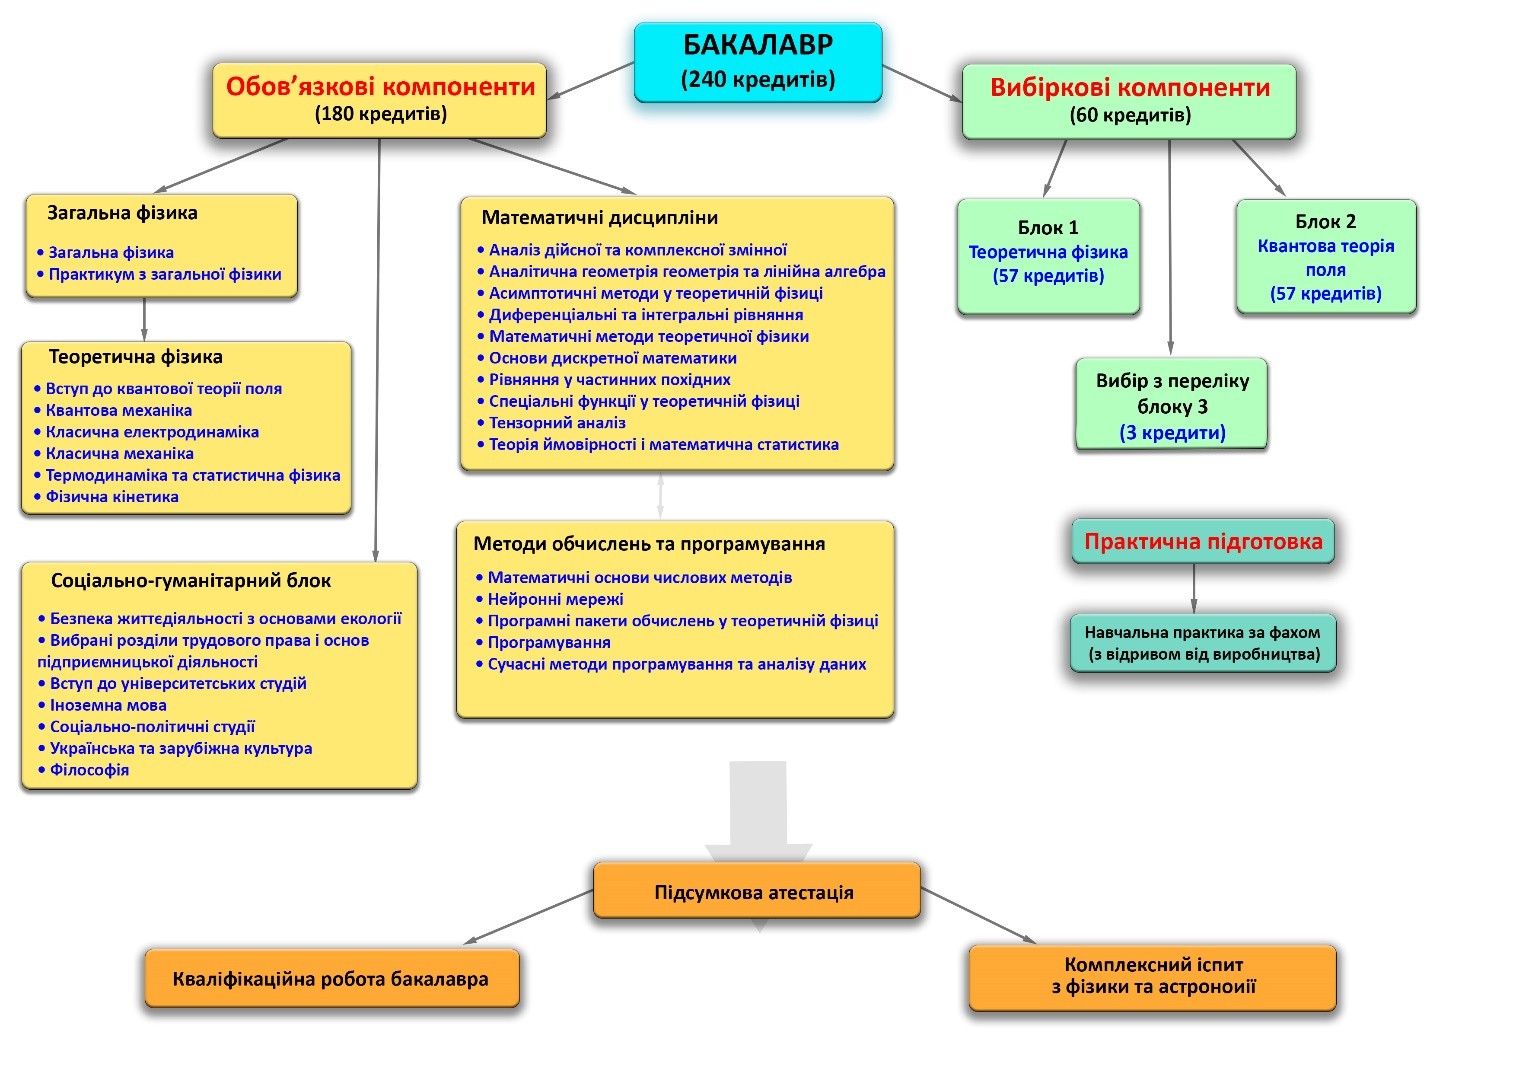 БАКАЛАВР
(240 кредитів)
Обов’язкові компоненти
(180 кредитів)
Вибіркові компоненти
(60 кредитів)
Загальна фізика
• Загальна фізика
• Практикум з загальної фізики
Теоретична фізика
• Вступ до квантової теорії поля
• Квантова механіка
• Класична електродинаміка
• Класична механіка
• Термодинаміка та статистична фізика
• Фізична кінетика
Соціально-гуманітарний блок
• Безпека життєдіяльності з основами екології
• Вибрані розділи трудового права і основ
підприємницької діяльності
• Вступ до університетських студій
• Іноземна мова
• Соціально-політичні студії
• Українська та зарубіжна культура
• Філософія
Математичні дисципліни
• Аналіз дійсної та комплексної змінної
• Аналітична геометрія геометрія та лінійна алгебра
• Асимптотичні методи у теоретичній фізиці
• Диференціальні та інтегральні рівняння
• Математичні методи теоретичної фізики
• Основи дискретної математики
• Рівняння у частинних похідних
• Спеціальні функції у теоретичній фізиці
• Тензорний аналіз
• Теорія ймовірності і математична статистика
Методи обчислень та програмування
• Математичні основи числових методів
• Нейронні мережі
• Програмні пакети обчислень у теоретичній фізиці
• Програмування
• Сучасні методи програмування та аналізу даних
Блок 1
Теоретична фізика
(57 кредитів)
Блок 2
Квантова теорія
поля
(57 кредитів)
Вибір з переліку
блоку 3
(3 кредити)
Практична підготовка
Навчальна практика за фахом
(з відривом від виробництва)
Підсумкова атестація
Кваліфікаційна робота бакалавра
Комплексний іспит
з фізики та астроноиії